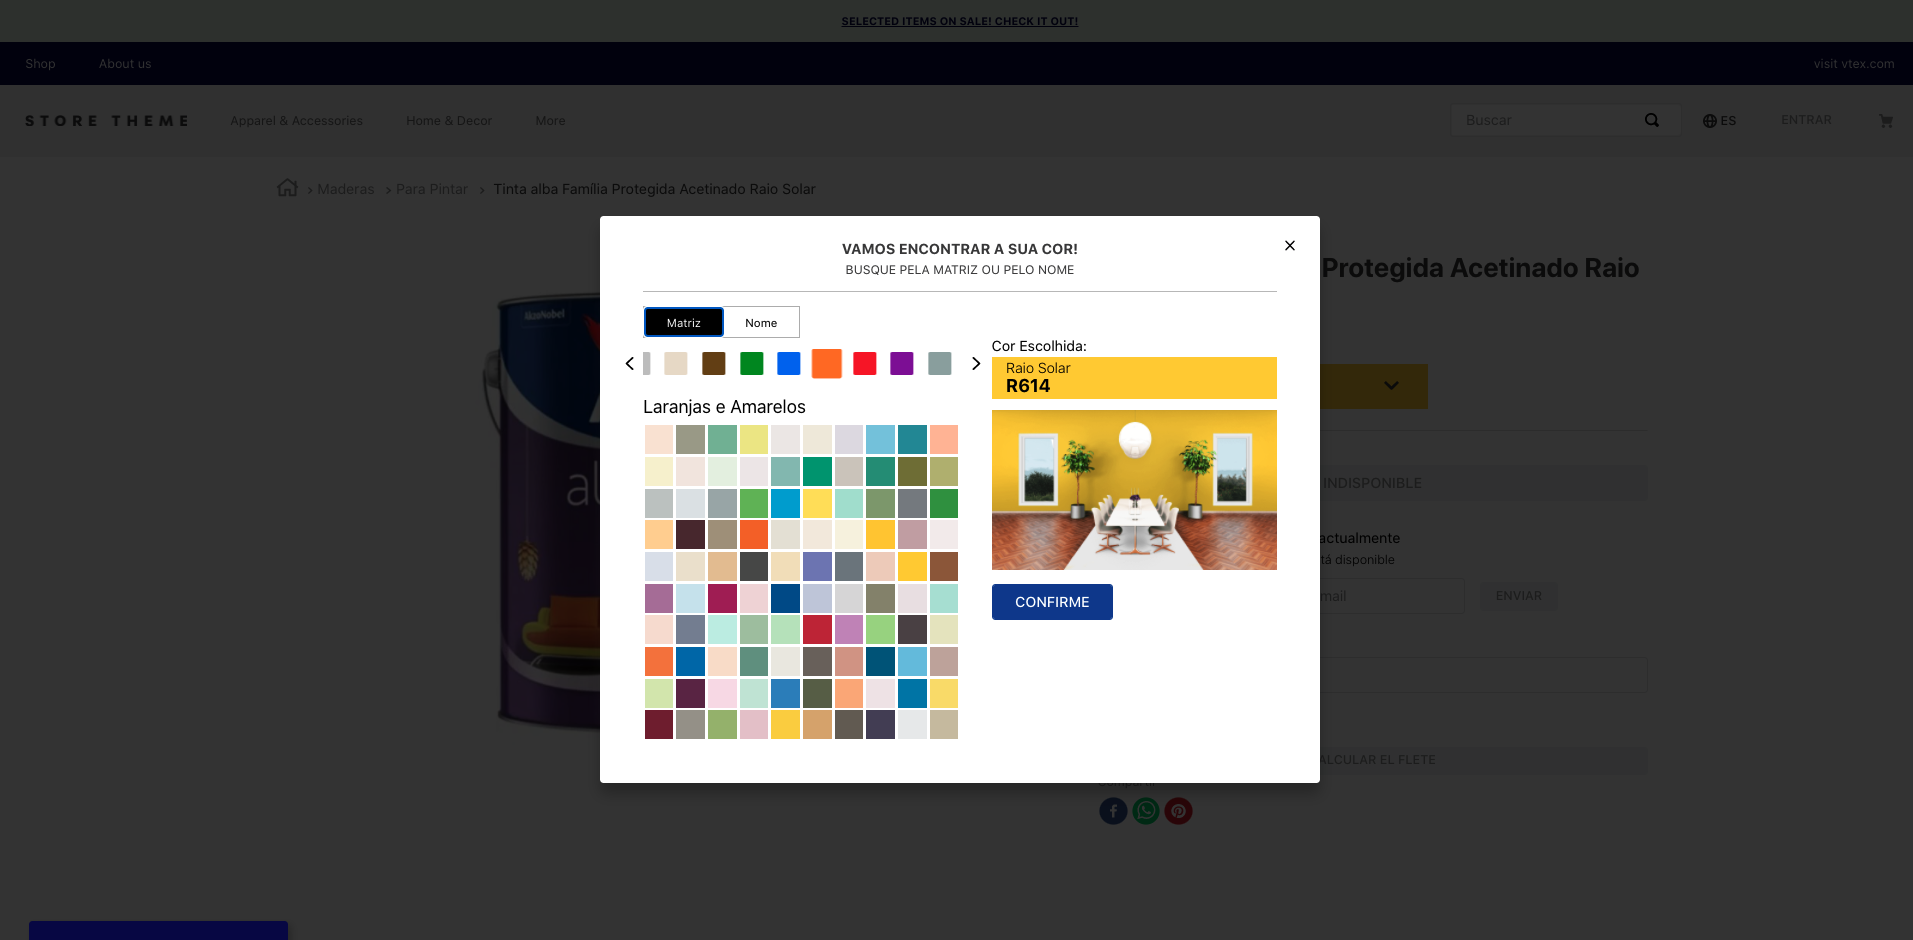 SELECTED ITEMS ON SALE! CHECK IT OUT!
Shop
About us
visit vtex.com
STORE THEME
Apparel & Accessories
Home & Decor
More
Buscar
ES
ENTRAR
Maderas
Para Pintar
Tinta alba Família Protegida Acetinado Raio Solar
VAMOS ENCONTRAR A SUA COR!
BUSQUE PELA MATRIZ OU PELO NOME
Protegida Acetinado Raio
AkzoNobel
Matriz
Nome
Cor Escolhida:
Raio Solar
R614
Laranjas e Amarelos
INDISPONIBLE
actualmente
disponible
CONFIRME
ENVIAR
EL FLETE